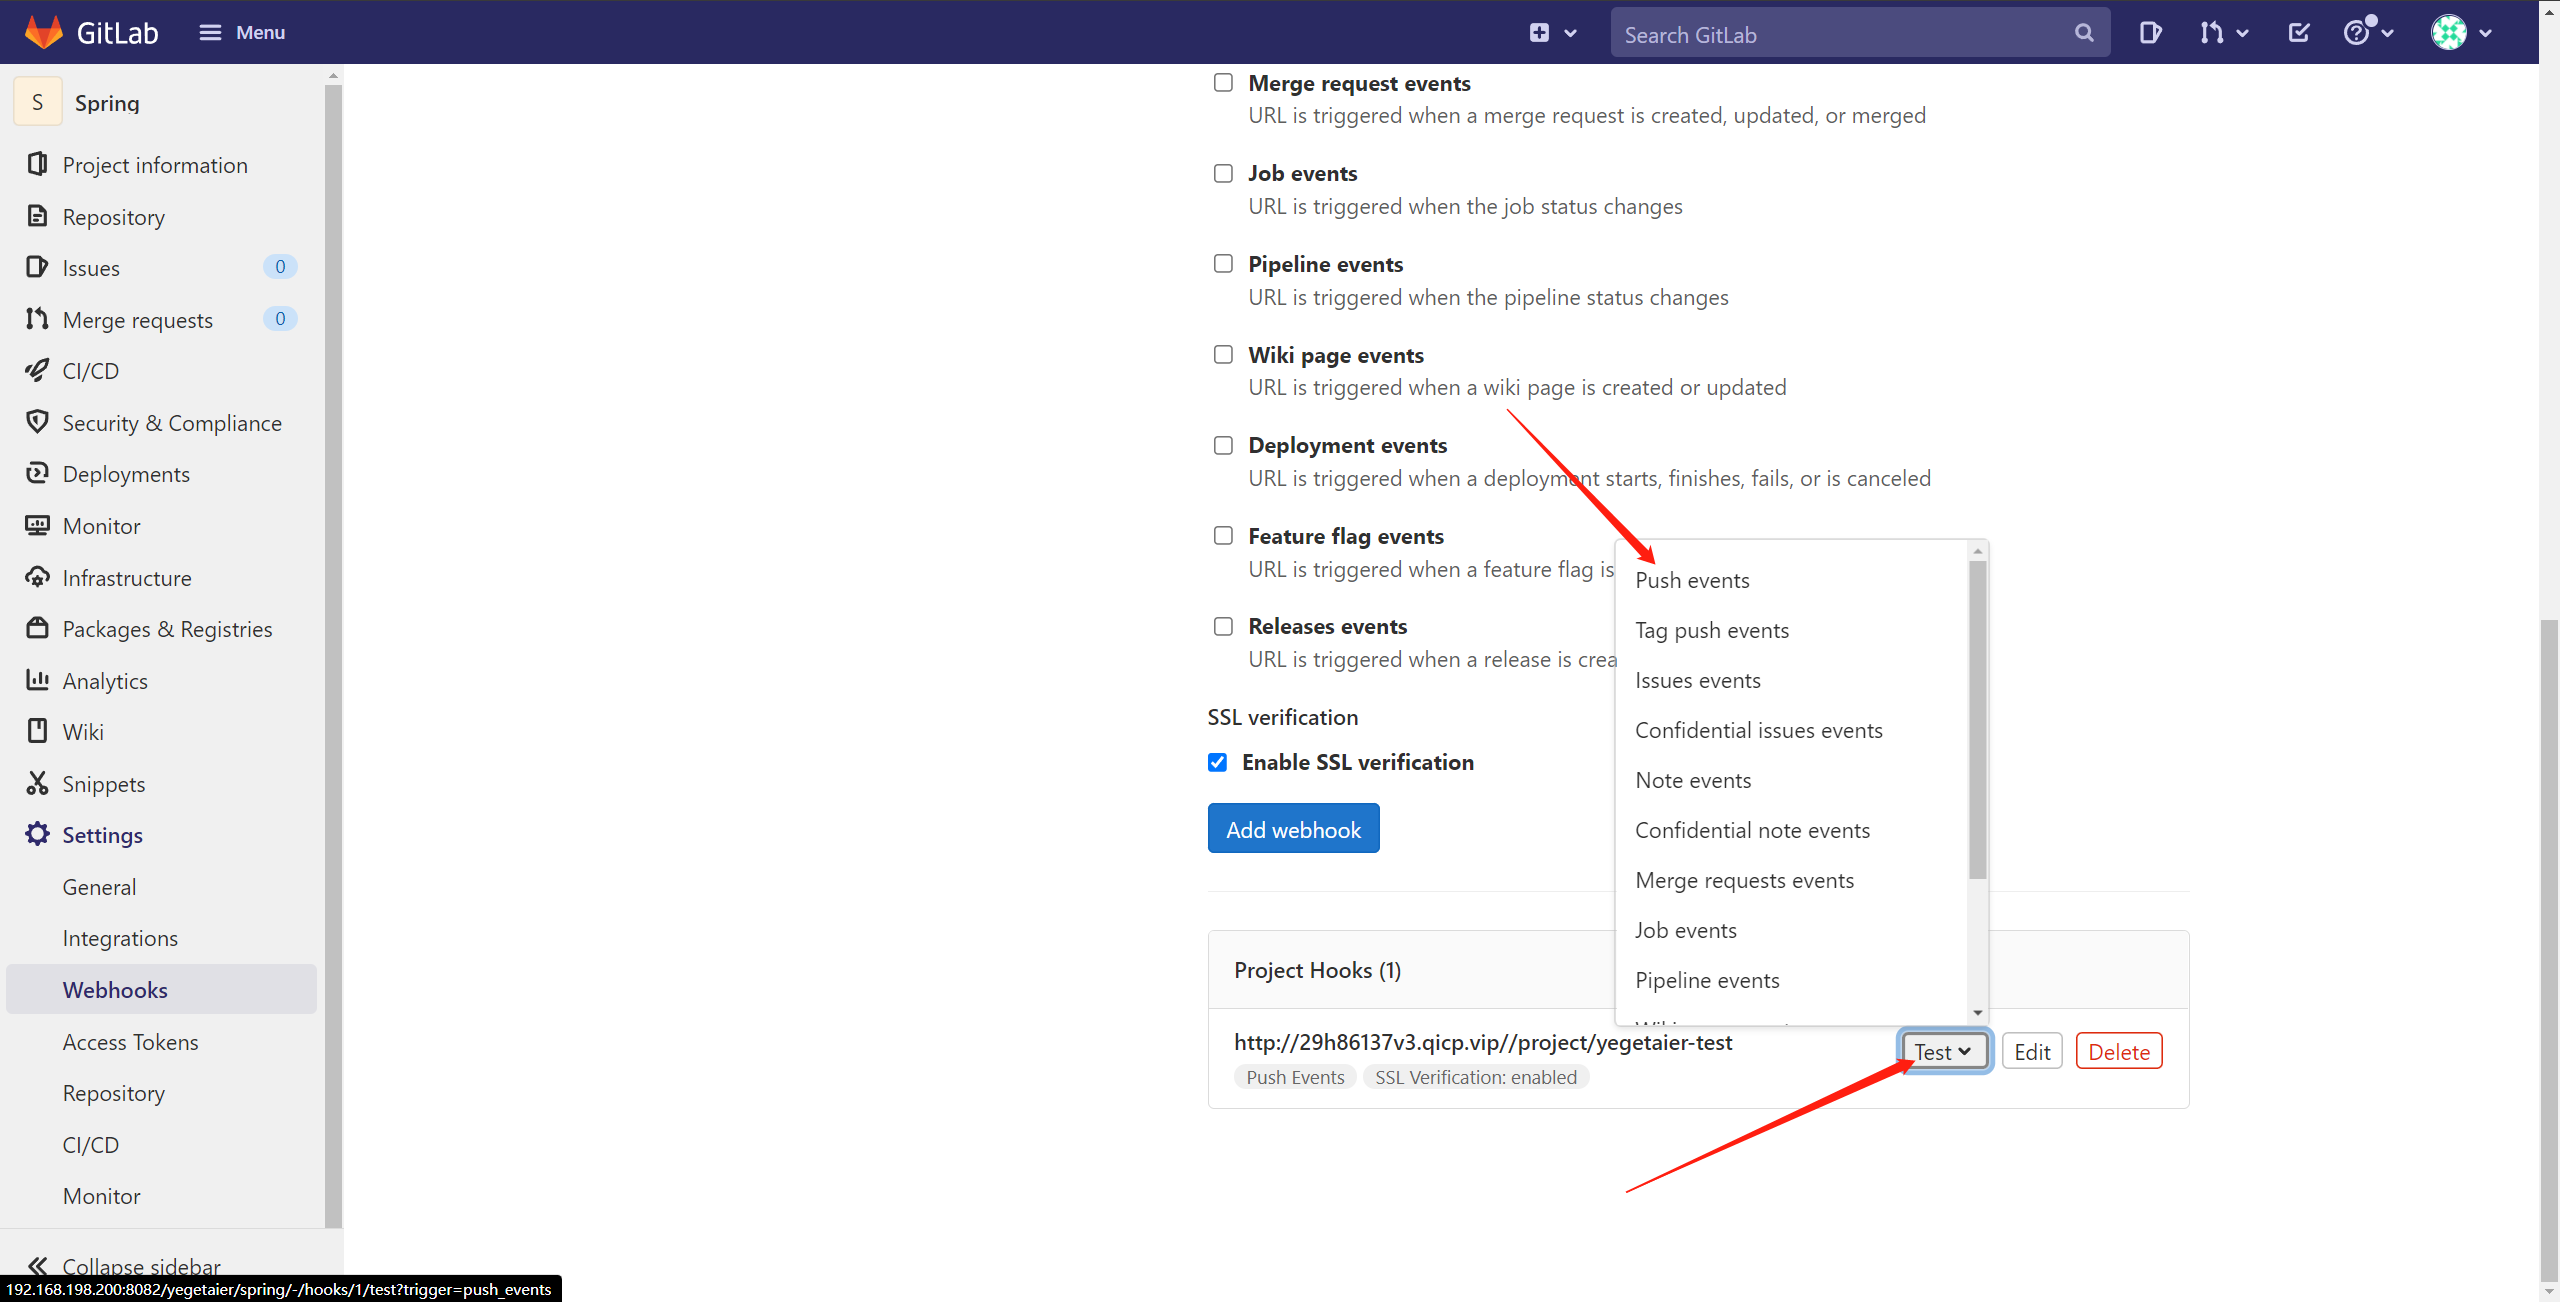 GitLab
Menu
Search GitLab
S
Spring
Project information
Repository
Issues
0
Merge requests
0
CI/CD
Security & Compliance
Deployments
Monitor
Infrastructure
Packages & Registries
Analytics
Wiki
Snippets
Settings
General
Integrations
Webhooks
Access Tokens
Repository
CI/CD
Monitor
Collapse sidebar
192.168.198.200:8082/yegetaier/spring/-/hooks/1/test?trigger=push_events
Merge request events
URL is triggered when a merge request is created, updated, or merged
Job events
URL is triggered when the job status changes
Pipeline events
URL is triggered when the pipeline status changes
Wiki page events
URL is triggered when a wiki page is created or updated
Deployment events
URL is triggered when a deployment starts, finishes, fails, or is canceled
Feature flag events
URL is triggered when a feature flag is
Releases events
URL is triggered when a release is crea
SSL verification
Enable SSL verification
Add webhook
Push events
Tag push events
Issues events
Confidential issues events
Note events
Confidential note events
Merge requests events
Job events
Pipeline events
Project Hooks (1)
http://29h86137v3.qicp.vip//project/yegetaier-test
Push Events
SSL Verification: enabled
Test
Edit
Delete